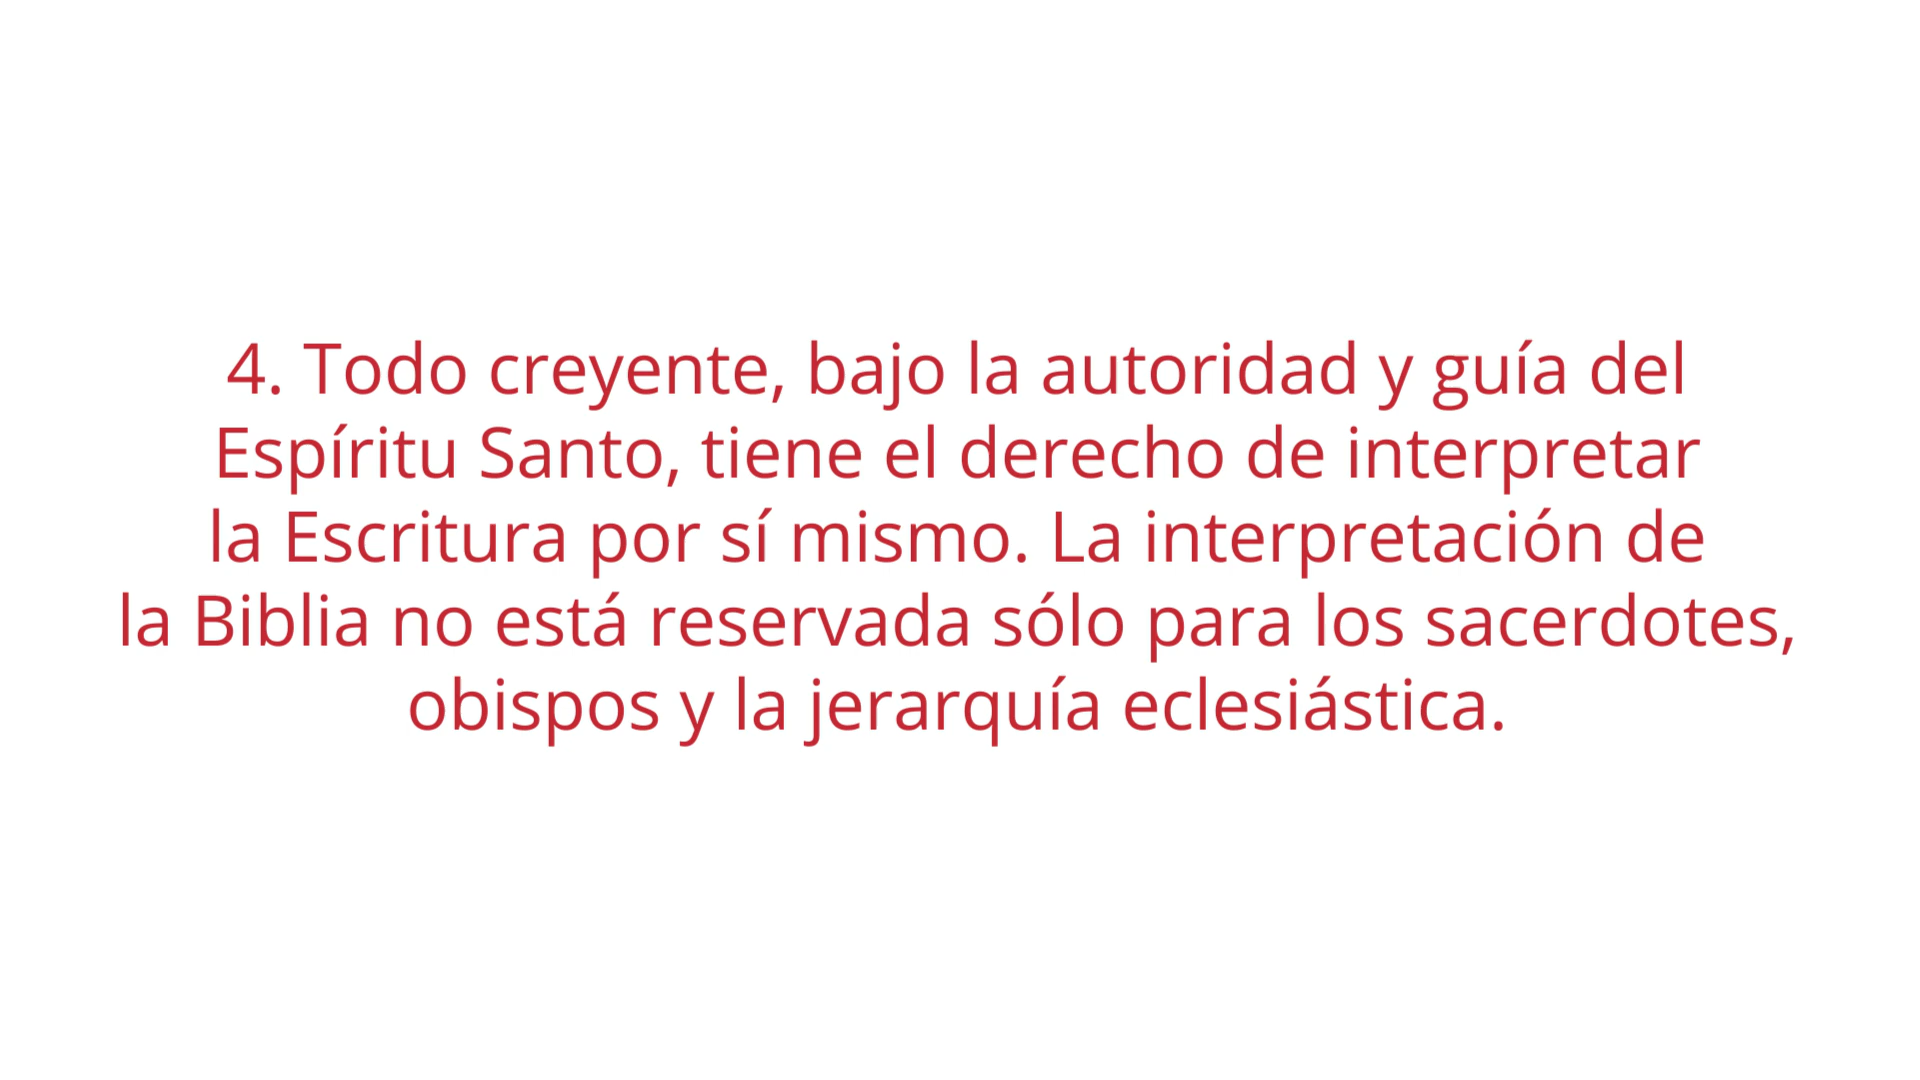 4. Todo creyente, bajo la autoridad y guía del
Espíritu Santo, tiene el derecho de interpretar
la Escritura por sí mismo. La interpretación de
la Biblia no está reservada sólo para los sacerdotes,
obispos y la jerarquía eclesiástica.